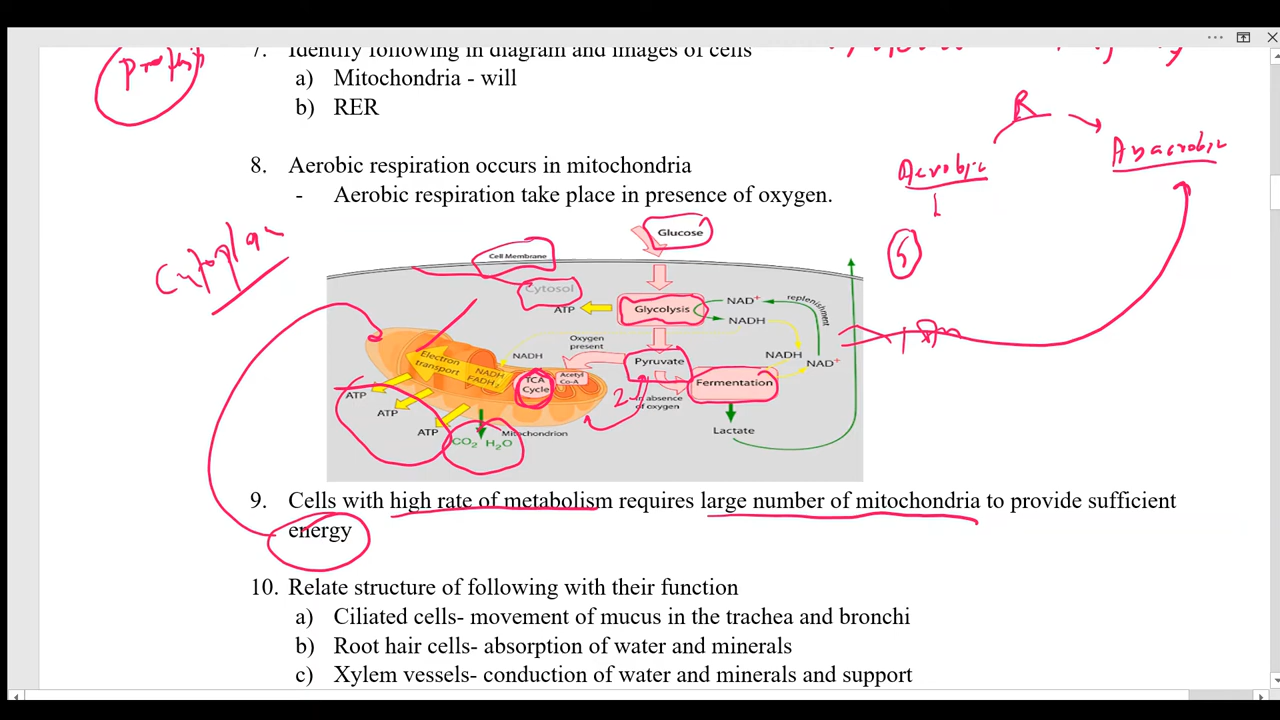 7. Identify following in diagram and images of cells
a) Mitochondria - will
b) RER
R
Aerobic
Anaerobic
8. Aerobic respiration occurs in mitochondria
- Aerobic respiration take place in presence of oxygen.
Cytoplas
Glucose
Cell Membrane
Cytosol
ATP
Glycolysis
NAD+
NADH
replenishment
Oxygen present
NADH
Pyruvate
NADH
NAD+
Electron transport
NADH
FADH2
TCA Cycle
Acetyl Co-A
Fermentation
2
in absence of oxygen
ATP
ATP
ATP
CO2 H2O
Mitochondrion
Lactate
9. Cells with high rate of metabolism requires large number of mitochondria to provide sufficient
energy
10. Relate structure of following with their function
a) Ciliated cells- movement of mucus in the trachea and bronchi
b) Root hair cells- absorption of water and minerals
c) Xylem vessels- conduction of water and minerals and support